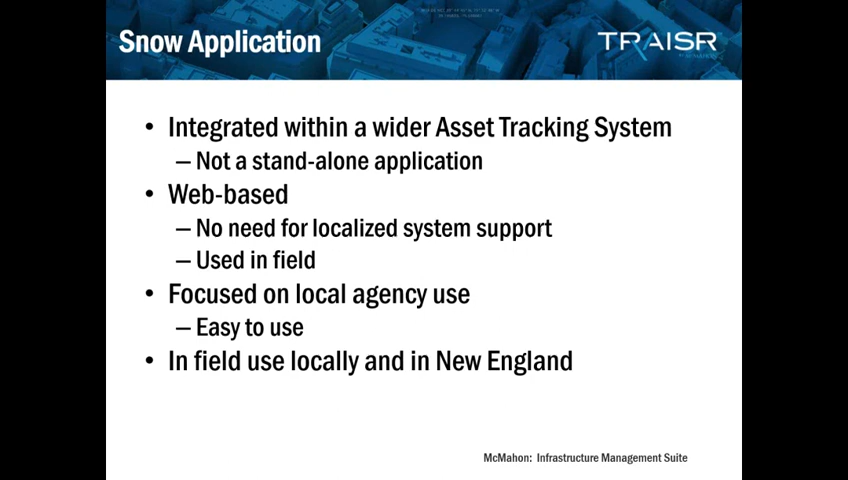 Snow Application
TRAISR
• Integrated within a wider Asset Tracking System
– Not a stand-alone application
• Web-based
– No need for localized system support
– Used in field
• Focused on local agency use
– Easy to use
• In field use locally and in New England
McMahon: Infrastructure Management Suite